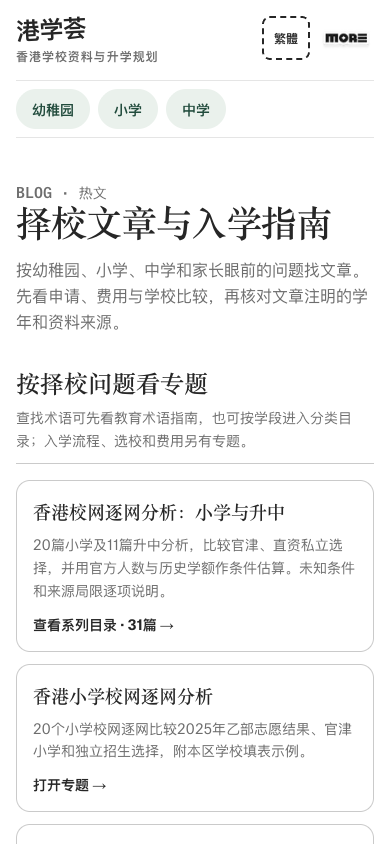 港学荟
香港学校资料与升学规划
繁體
MORE
幼稚园
小学
中学
BLOG · 热文
择校文章与入学指南
按幼稚园、小学、中学和家长眼前的问题找文章。
先看申请、费用与学校比较，再核对文章注明的学
年和资料来源。
按择校问题看专题
查找术语可先看教育术语指南，也可按学段进入分类目
录；入学流程、选校和费用另有专题。
香港校网逐网分析：小学与升中
20篇小学及11篇升中分析，比较官津、直资私立选
择，并用官方人数与历史学额作条件估算。未知条件
和来源局限逐项说明。
查看系列目录 · 31篇 →
香港小学校网逐网分析
20个小学校网逐网比较2025年乙部志愿结果、官津
小学和独立招生选择，附本区学校填表示例。
打开专题 →